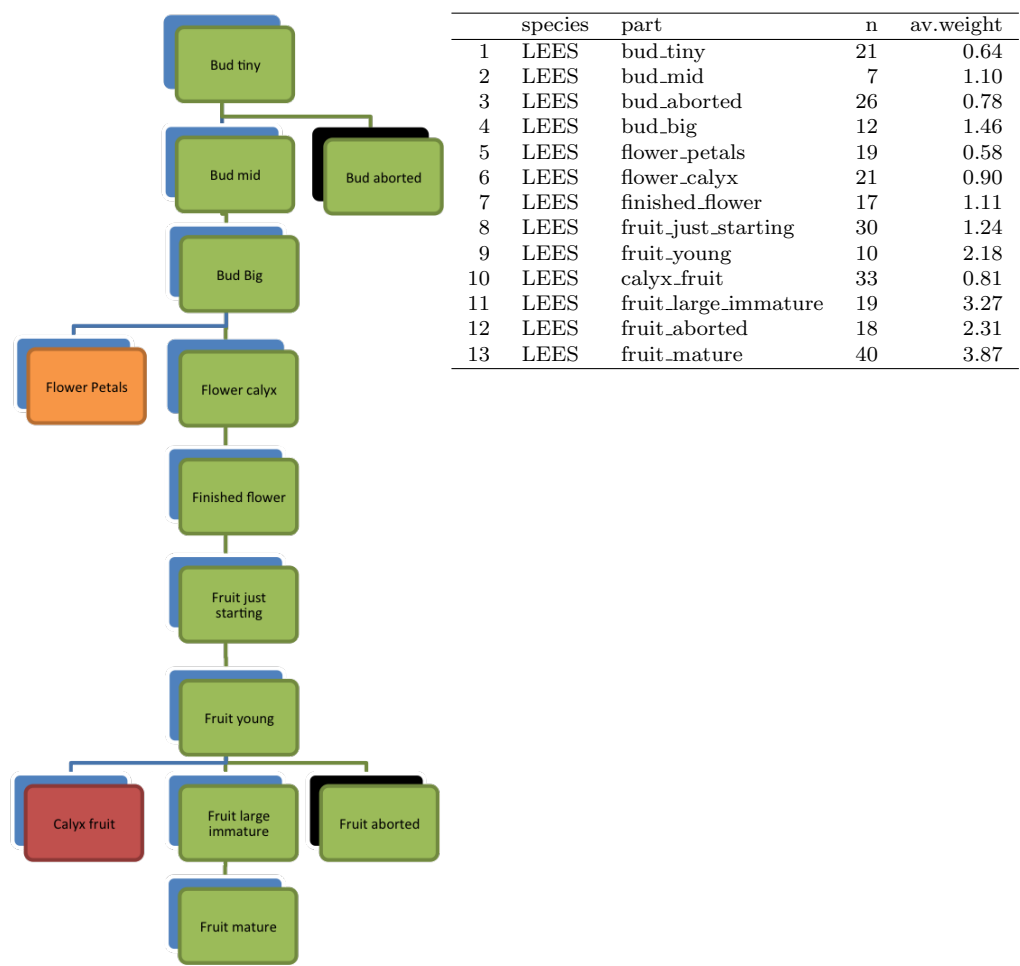 Bud tiny
Bud mid
Bud aborted
Bud Big
Flower Petals
Flower calyx
Finished flower
Fruit just
starting
Fruit young
Calyx fruit
Fruit large
immature
Fruit aborted
Fruit mature
species part n av.weight
1 LEES bud_tiny 21 0.64
2 LEES bud_mid 7 1.10
3 LEES bud_aborted 26 0.78
4 LEES bud_big 12 1.46
5 LEES flower_petals 19 0.58
6 LEES flower_calyx 21 0.90
7 LEES finished_flower 17 1.11
8 LEES fruit_just_starting 30 1.24
9 LEES fruit_young 10 2.18
10 LEES calyx_fruit 33 0.81
11 LEES fruit_large_immature 19 3.27
12 LEES fruit_aborted 18 2.31
13 LEES fruit_mature 40 3.87